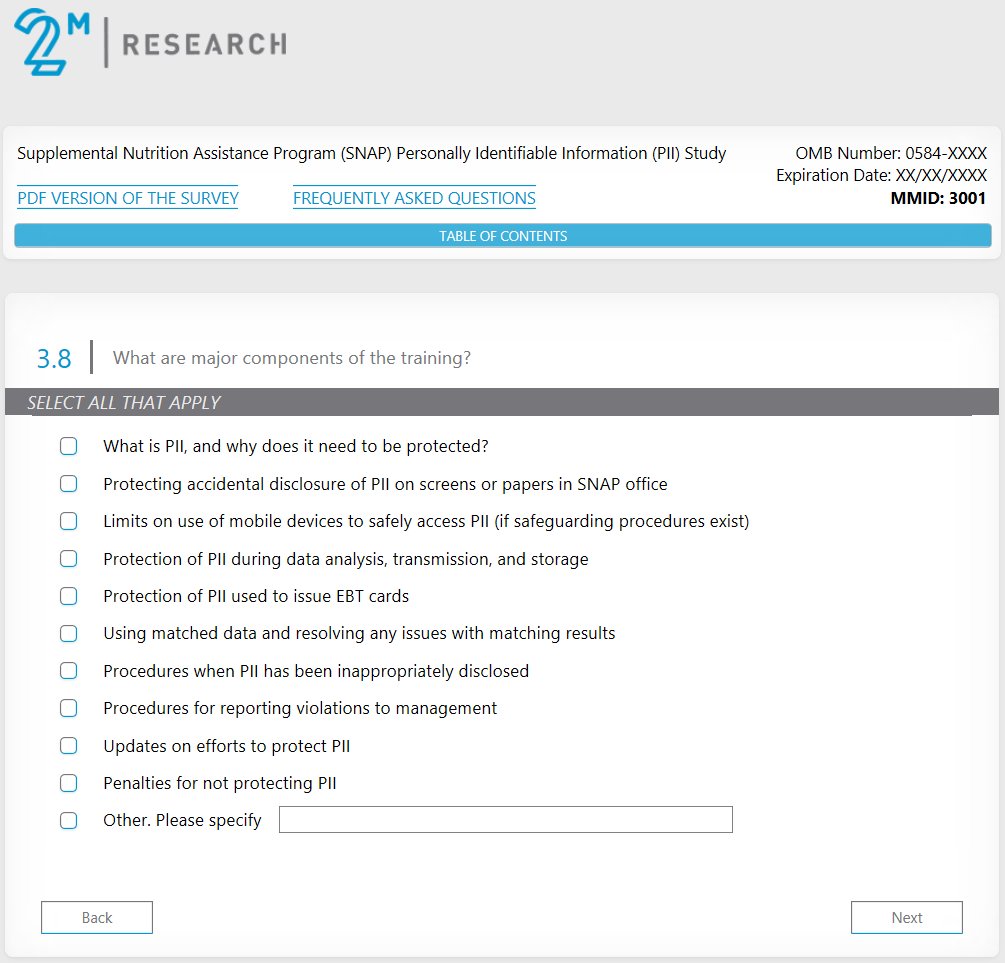 2M RESEARCH
Supplemental Nutrition Assistance Program (SNAP) Personally Identifiable Information (PII) Study
OMB Number: 0584-XXXX
Expiration Date: XX/XX/XXXX
PDF VERSION OF THE SURVEY
FREQUENTLY ASKED QUESTIONS
MMID: 3001
TABLE OF CONTENTS
3.8 What are major components of the training?
SELECT ALL THAT APPLY
What is PII, and why does it need to be protected?
Protecting accidental disclosure of PII on screens or papers in SNAP office
Limits on use of mobile devices to safely access PII (if safeguarding procedures exist)
Protection of PII during data analysis, transmission, and storage
Protection of PII used to issue EBT cards
Using matched data and resolving any issues with matching results
Procedures when PII has been inappropriately disclosed
Procedures for reporting violations to management
Updates on efforts to protect PII
Penalties for not protecting PII
Other. Please specify
Back
Next